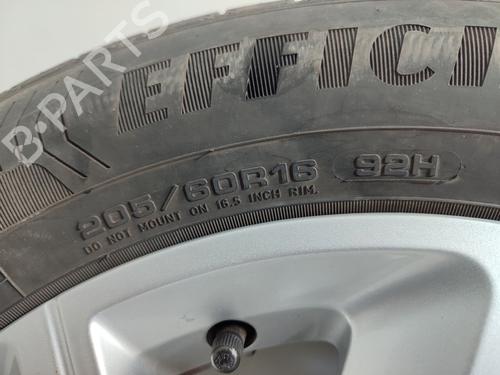 B-PARTS
EFFICI
205/60R16 92H
DO NOT MOUNT ON 16.5 INCH RIM.